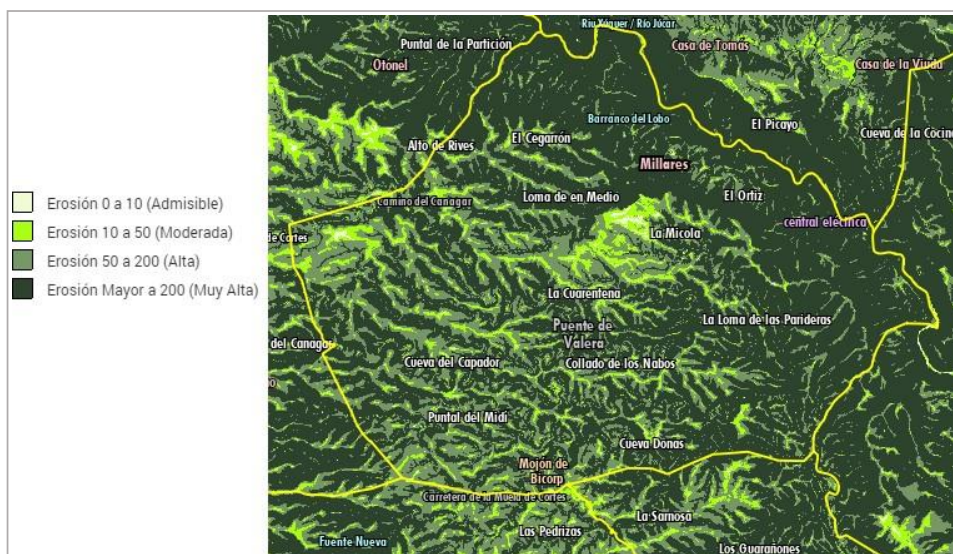 Erosión 0 a 10 (Admisible)
Erosión 10 a 50 (Moderada)
Erosión 50 a 200 (Alta)
Erosión Mayor a 200 (Muy Alta)
Riu Xúquer / Río Júcar
Puntal de la Partición
Casa de Tomas
Otonel
Casa de la Viuda
Barranco del Lobo
El Picayo
Cueva de la Cocina
El Cegarrón
Alto de Rives
Millares
Loma de en Medio
El Ortiz
Camino del Canagar
central eléctrica
de Cortes
La Micola
La Cuarentena
Puente de
Valera
La Loma de las Parideras
del Canagar
Cueva del Capador
Collado de los Nabos
Puntal del Midi
Cueva Donas
Mojón de
Bicorp
Carretera de la Muela de Cortes
La Sarnosa
Las Pedrizas
Fuente Nueva
Los Guarañones